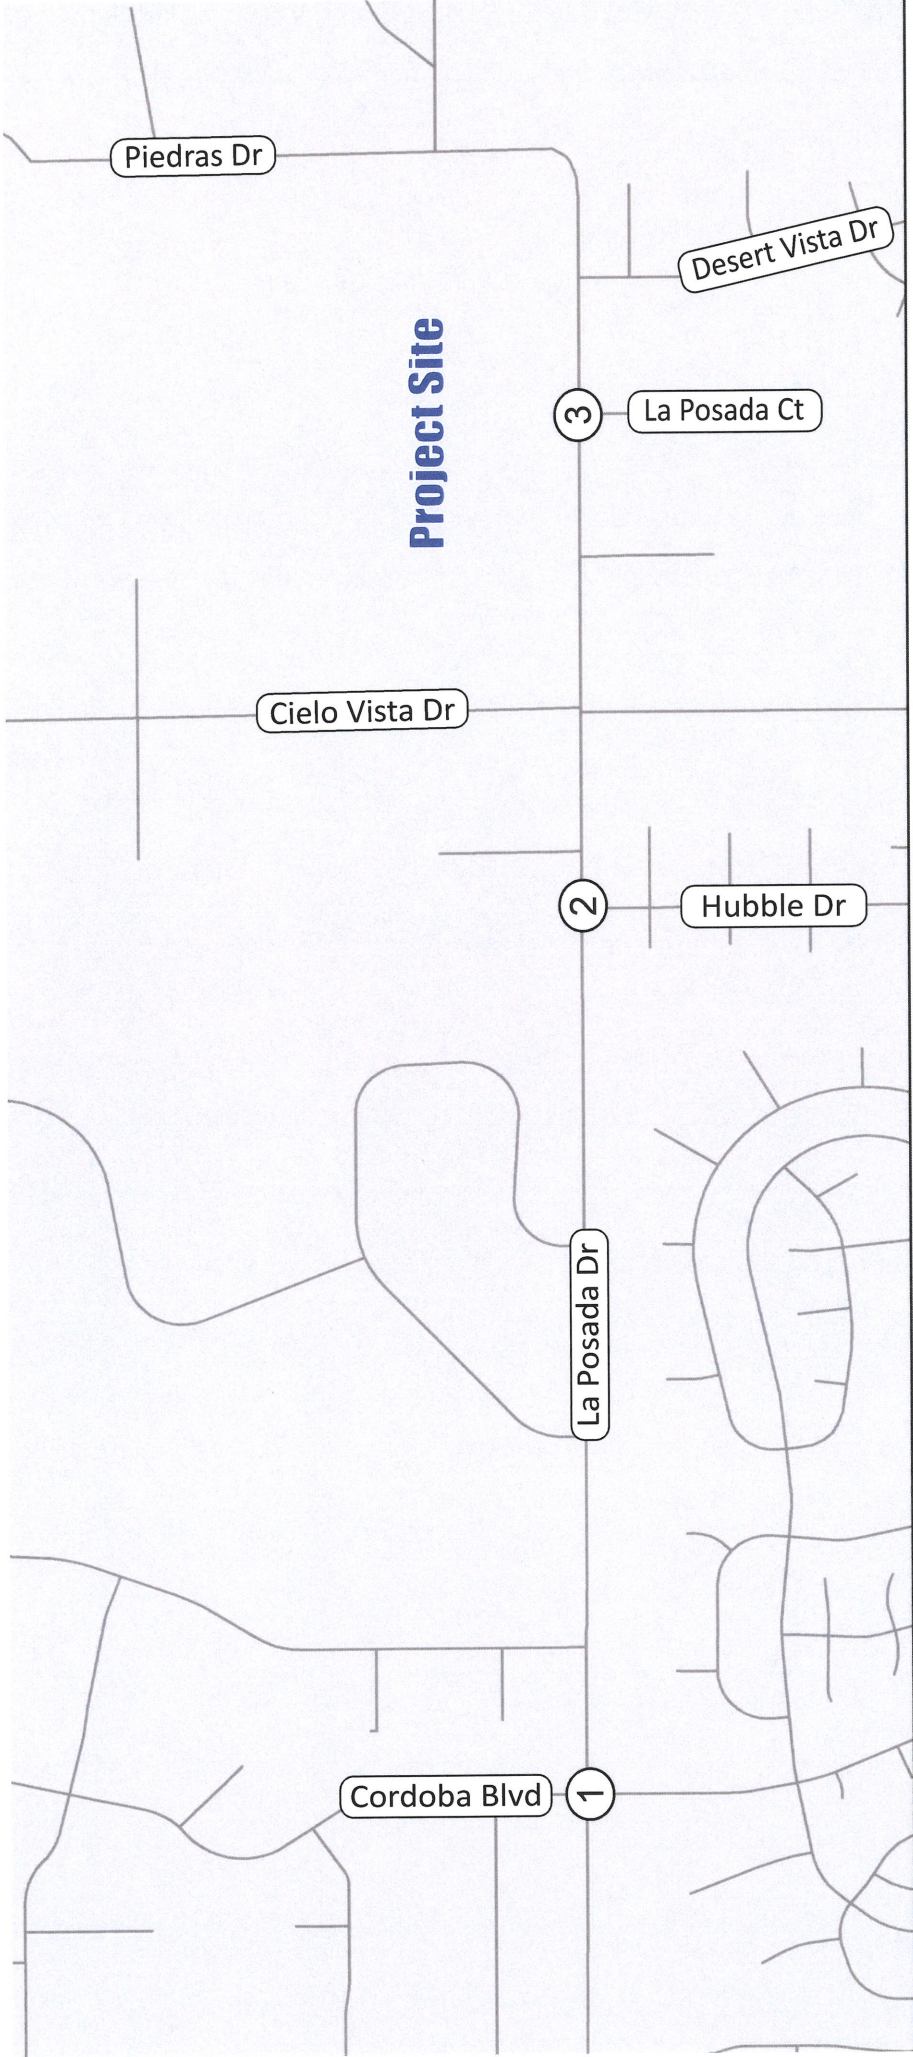 Piedras Dr
Desert Vista Dr
Project Site
3
La Posada Ct
Cielo Vista Dr
2
Hubble Dr
La Posada Dr
Cordoba Blvd
1